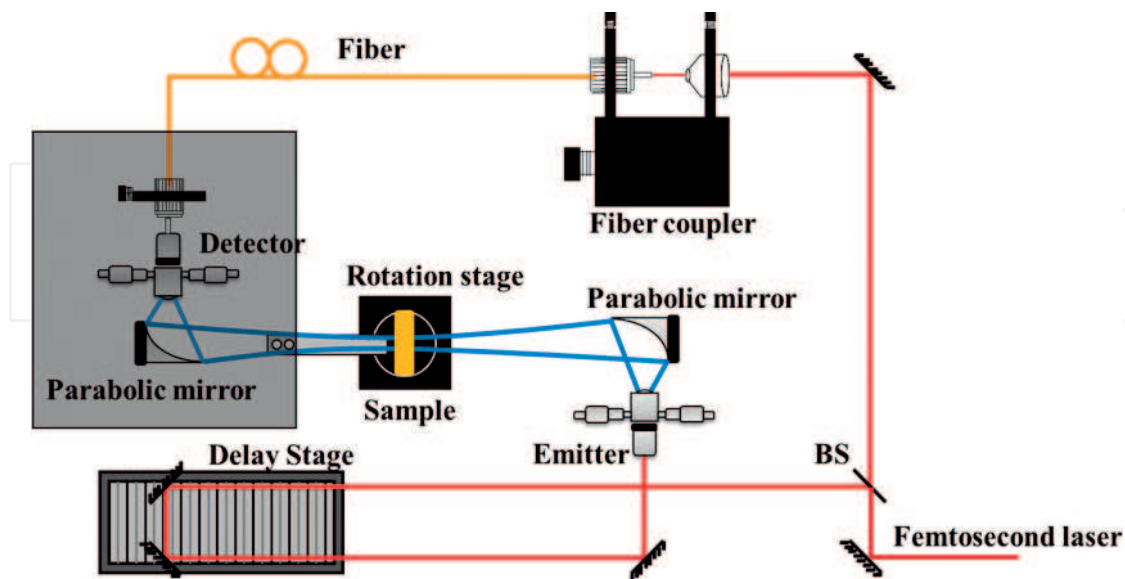 Fiber
Fiber coupler
Detector
Rotation stage
Parabolic mirror
Parabolic mirror
Sample
Delay Stage
Emitter
BS
Femtosecond laser